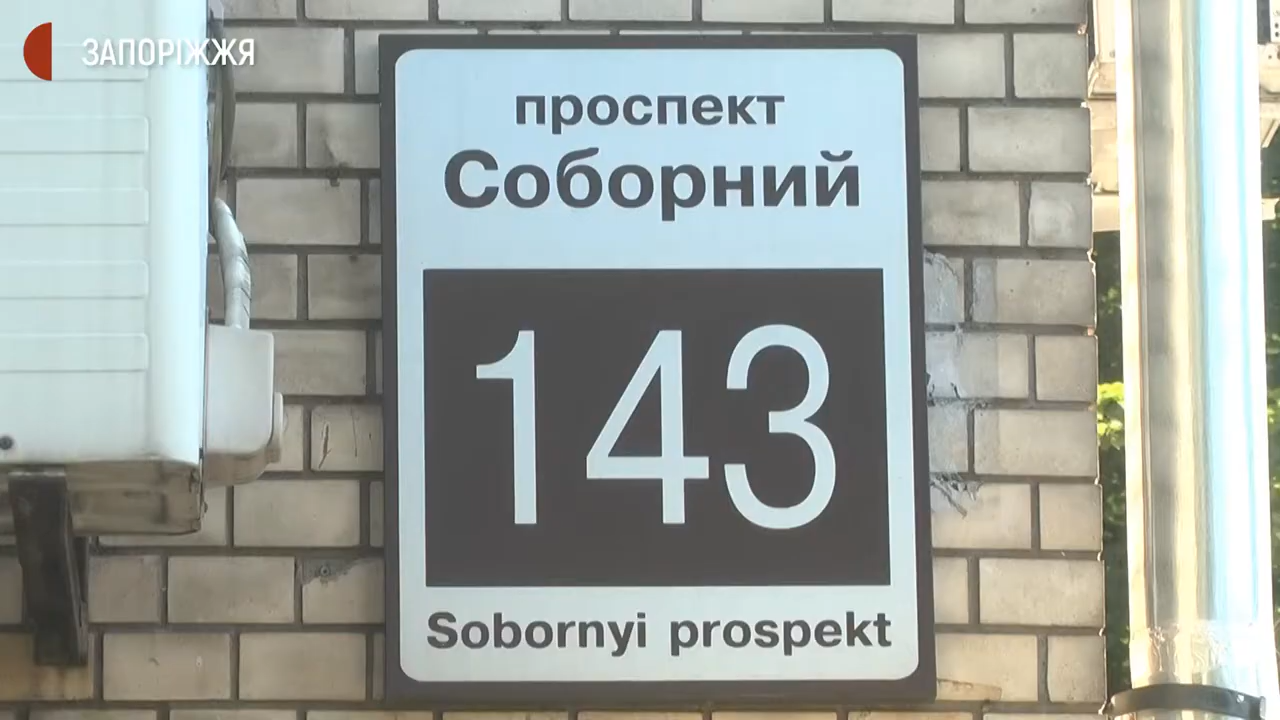 ЗАПОРІЖЖЯ
проспект
Соборний
143
Sobornyi prospekt